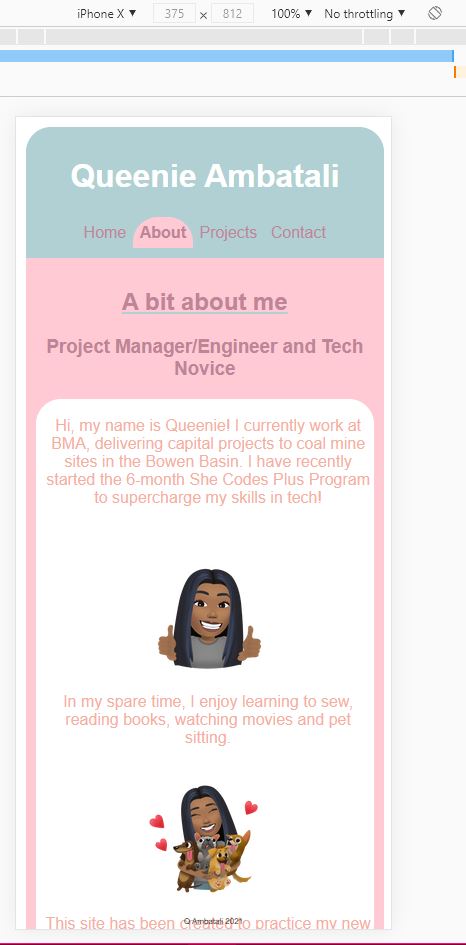 iPhone X ▼ 375 × 812 100% ▼ No throttling ▼
Queenie Ambatali
Home About Projects Contact
A bit about me
Project Manager/Engineer and Tech
Novice
Hi, my name is Queenie! I currently work at
BMA, delivering capital projects to coal mine
sites in the Bowen Basin. I have recently
started the 6-month She Codes Plus Program
to supercharge my skills in tech!
In my spare time, I enjoy learning to sew,
reading books, watching movies and pet
sitting.
This site has been created to practice my new
Q Ambatali 2021